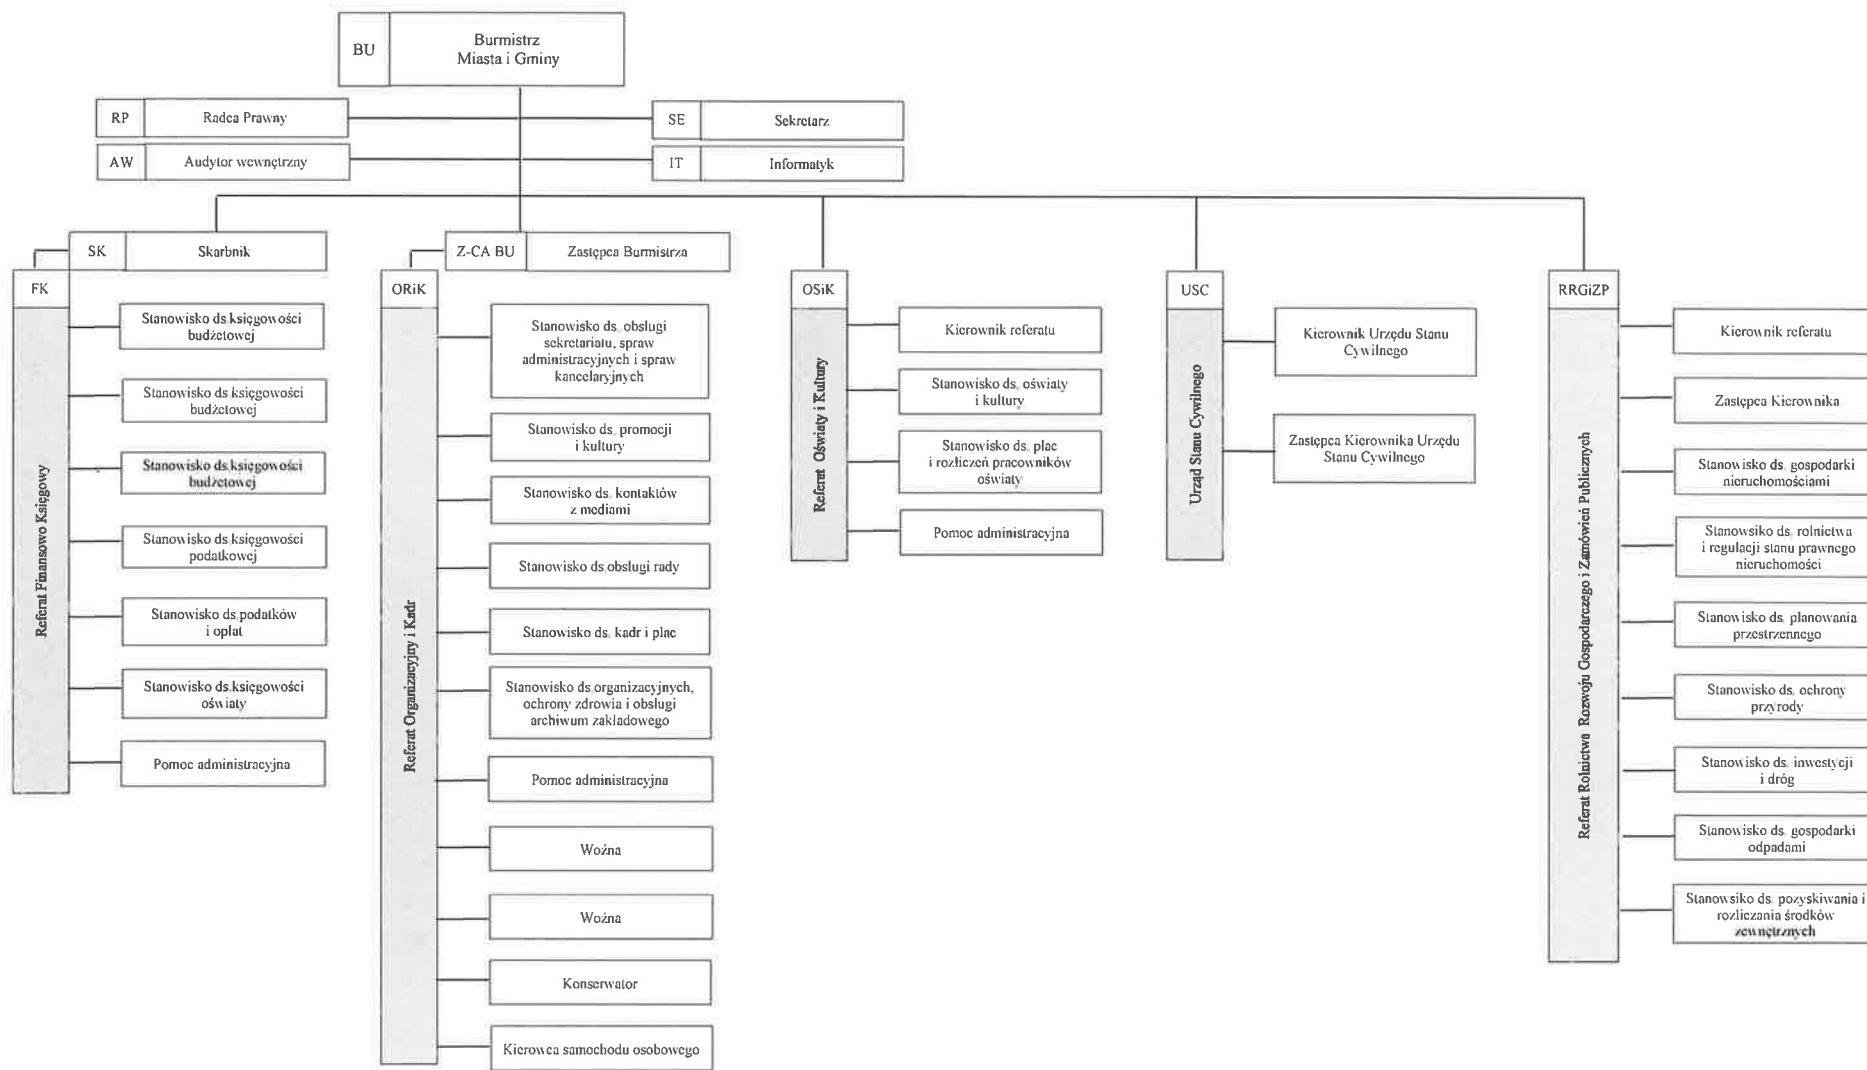 BU
Burmistrz
Miasta i Gminy
RP
Radca Prawny
SE
Sekretarz
AW
Audytor wewnętrzny
IT
Informatyk
SK
Skarbnik
FK
Referat Finansowo Księgowy
Stanowisko ds.księgowości
budżetowej
Stanowisko ds.księgowości
budżetowej
Stanowisko ds.księgowości
budżetowej
Stanowisko ds.księgowości
podatkowej
Stanowisko ds.podatków
i opłat
Stanowisko ds.księgowości
oświaty
Pomoc administracyjna
Z-CA BU
Zastępca Burmistrza
ORiK
Referat Organizacyjny i Kadr
Stanowisko ds. obsługi
sekretariatu, spraw
administracyjnych i spraw
kancelaryjnych
Stanowisko ds. promocji
i kultury
Stanowisko ds. kontaktów
z mediami
Stanowisko ds.obsługi rady
Stanowisko ds. kadr i płac
Stanowisko ds.organizacyjnych,
ochrony zdrowia i obsługi
archiwum zakładowego
Pomoc administracyjna
Woźna
Woźna
Konserwator
Kierowca samochodu osobowego
OSiK
Referat Oświaty i Kultury
Kierownik referatu
Stanowisko ds. oświaty
i kultury
Stanowisko ds. płac
i rozliczeń pracowników
oświaty
Pomoc administracyjna
USC
Urząd Stanu Cywilnego
Kierownik Urzędu Stanu
Cywilnego
Zastępca Kierownika Urzędu
Stanu Cywilnego
RRGiZP
Referat Rolnictwa Rozwoju Gospodarczego i Zamówień Publicznych
Kierownik referatu
Zastępca Kierownika
Stanowisko ds. gospodarki
nieruchomościami
Stanowsiko ds. rolnictwa
i regulacji stanu prawnego
nieruchomości
Stanowisko ds. planowania
przestrzennego
Stanowisko ds. ochrony
przyrody
Stanowisko ds. inwestycji
i dróg
Stanowisko ds. gospodarki
odpadami
Stanowsiko ds. pozyskiwania i
rozliczania środków
zewnętrznych